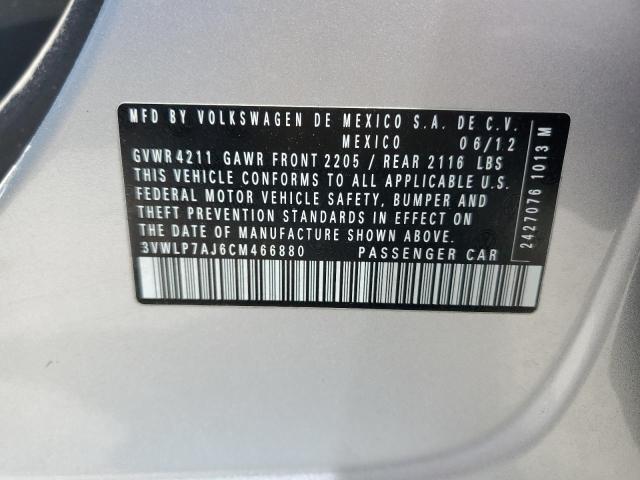 MFD BY VOLKSWAGEN DE MEXICO S.A. DE C.V.
MEXICO 06/12
GVWR 4211 GAWR FRONT 2205 / REAR 2116 LBS
THIS VEHICLE CONFORMS TO ALL APPLICABLE U.S.
FEDERAL MOTOR VEHICLE SAFETY, BUMPER AND
THEFT PREVENTION STANDARDS IN EFFECT ON
THE DATE OF MANUFACTURE SHOWN ABOVE.
3VWLP7AJ6CM466880 PASSENGER CAR
2427076 1013 M